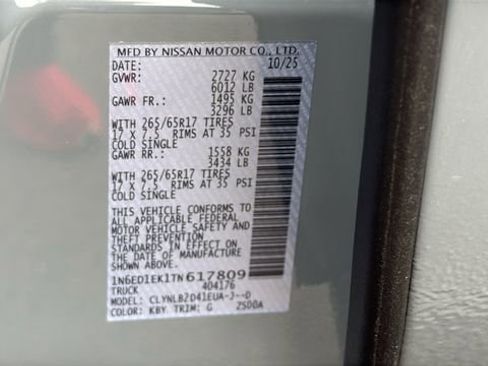 MFD BY NISSAN MOTOR CO., LTD.
DATE: 10/25
GVWR: 2727 KG
6012 LB
GAWR FR.: 1495 KG
3296 LB
WITH 265/65R17 TIRES
17 X 7.5 RIMS AT 35 PSI
COLD SINGLE
GAWR RR.: 1558 KG
3434 LB
WITH 265/65R17 TIRES
17 X 7.5 RIMS AT 35 PSI
COLD SINGLE
THIS VEHICLE CONFORMS TO
ALL APPLICABLE FEDERAL
MOTOR VEHICLE SAFETY AND
THEFT PREVENTION
STANDARDS IN EFFECT ON
THE DATE OF MANUFACTURE
SHOWN ABOVE.
1N6ED1EK1TN617809
TRUCK 404176
MODEL: CLYNLB2D41EUA-J--D
COLOR: KBY TRIM: G